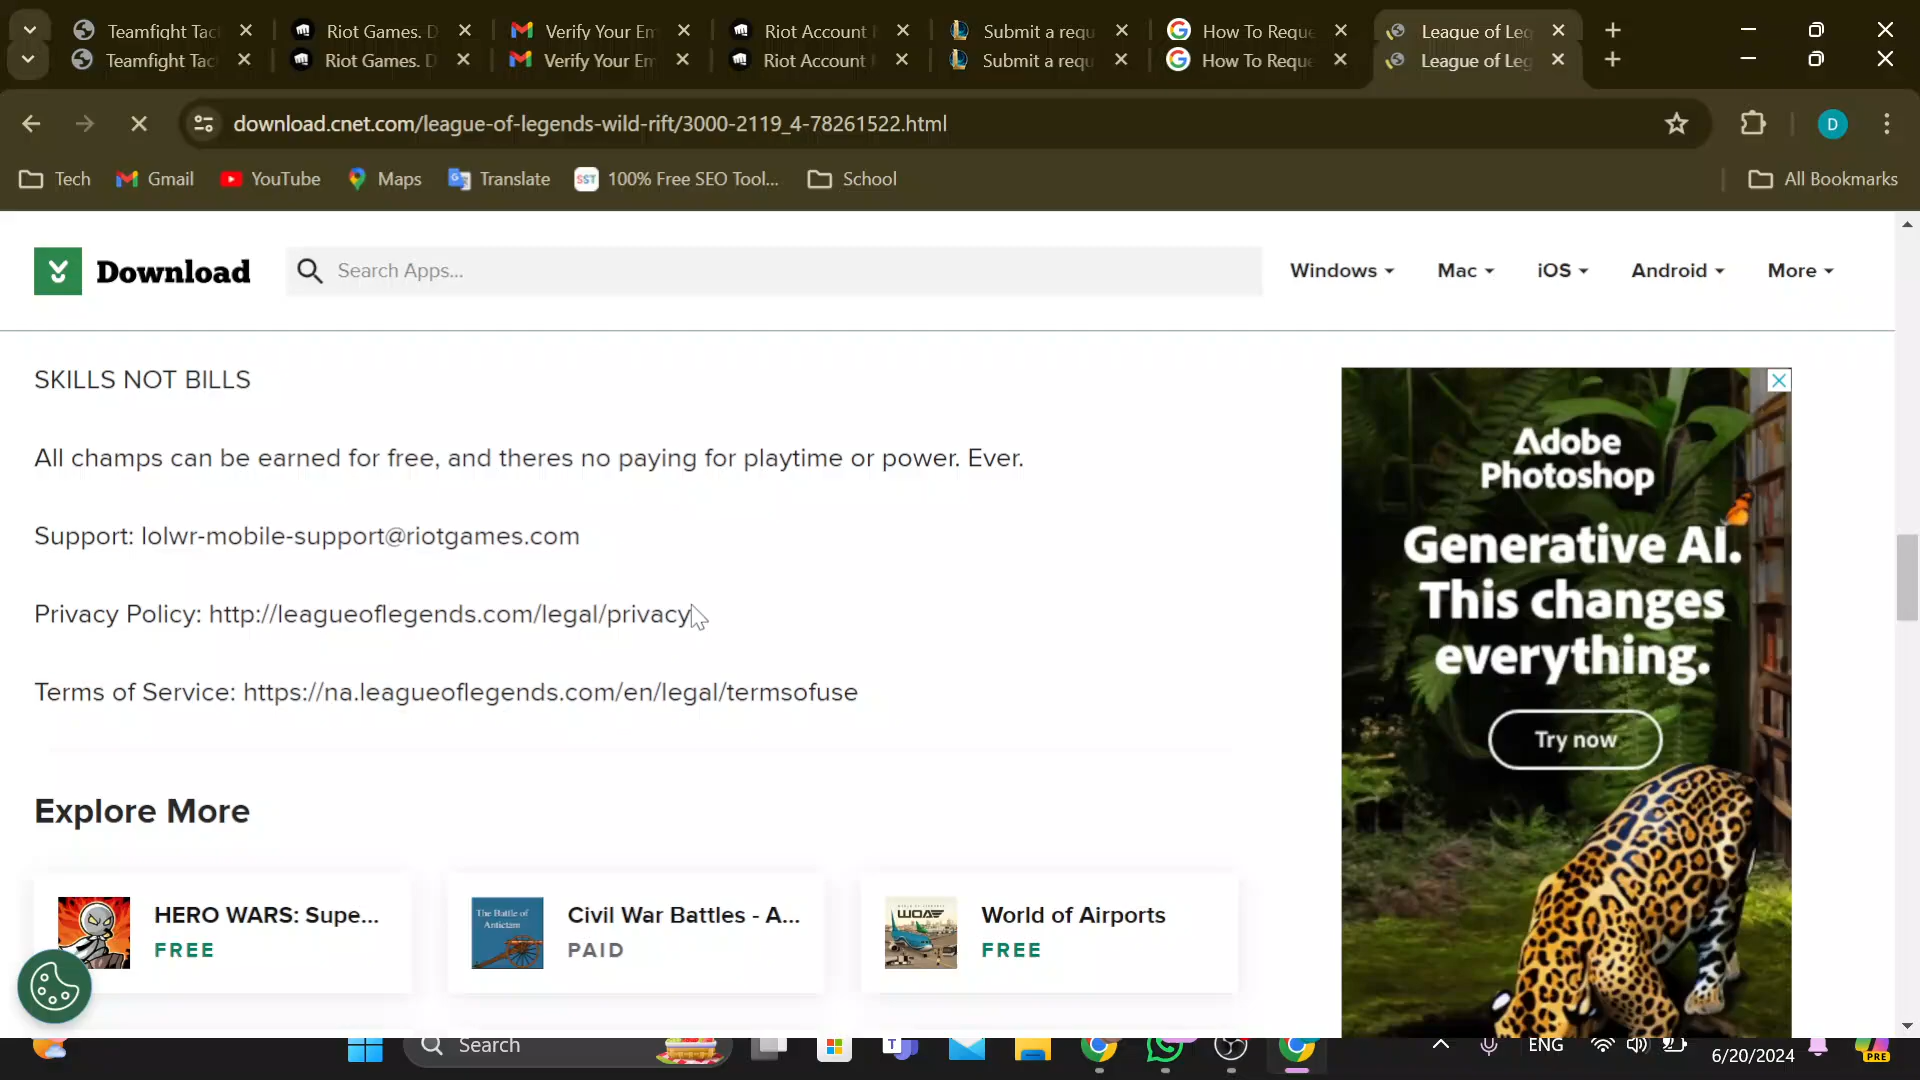 Teamfight Tac
Riot Games. D
Verify Your Em
Riot Account
Submit a requ
How To Reque
League of Leg
Teamfight Tac
Riot Games. D
Verify Your Em
Riot Account
Submit a requ
How To Reque
League of Leg
download.cnet.com/league-of-legends-wild-rift/3000-2119_4-78261522.html
D
Tech
Gmail
YouTube
Maps
Translate
SST 100% Free SEO Tool...
School
All Bookmarks
Download
Search Apps...
Windows
Mac
iOS
Android
More
SKILLS NOT BILLS
All champs can be earned for free, and theres no paying for playtime or power. Ever.
Support: lolwr-mobile-support@riotgames.com
Privacy Policy: http://leagueoflegends.com/legal/privacy
Terms of Service: https://na.leagueoflegends.com/en/legal/termsofuse
Adobe
Photoshop
Generative AI.
This changes
everything.
Try now
Explore More
HERO WARS: Supe...
FREE
The Battle of
Antietam
Civil War Battles - A...
PAID
WOA
World of Airports
FREE
Search
T
ENG
6/20/2024
PRE